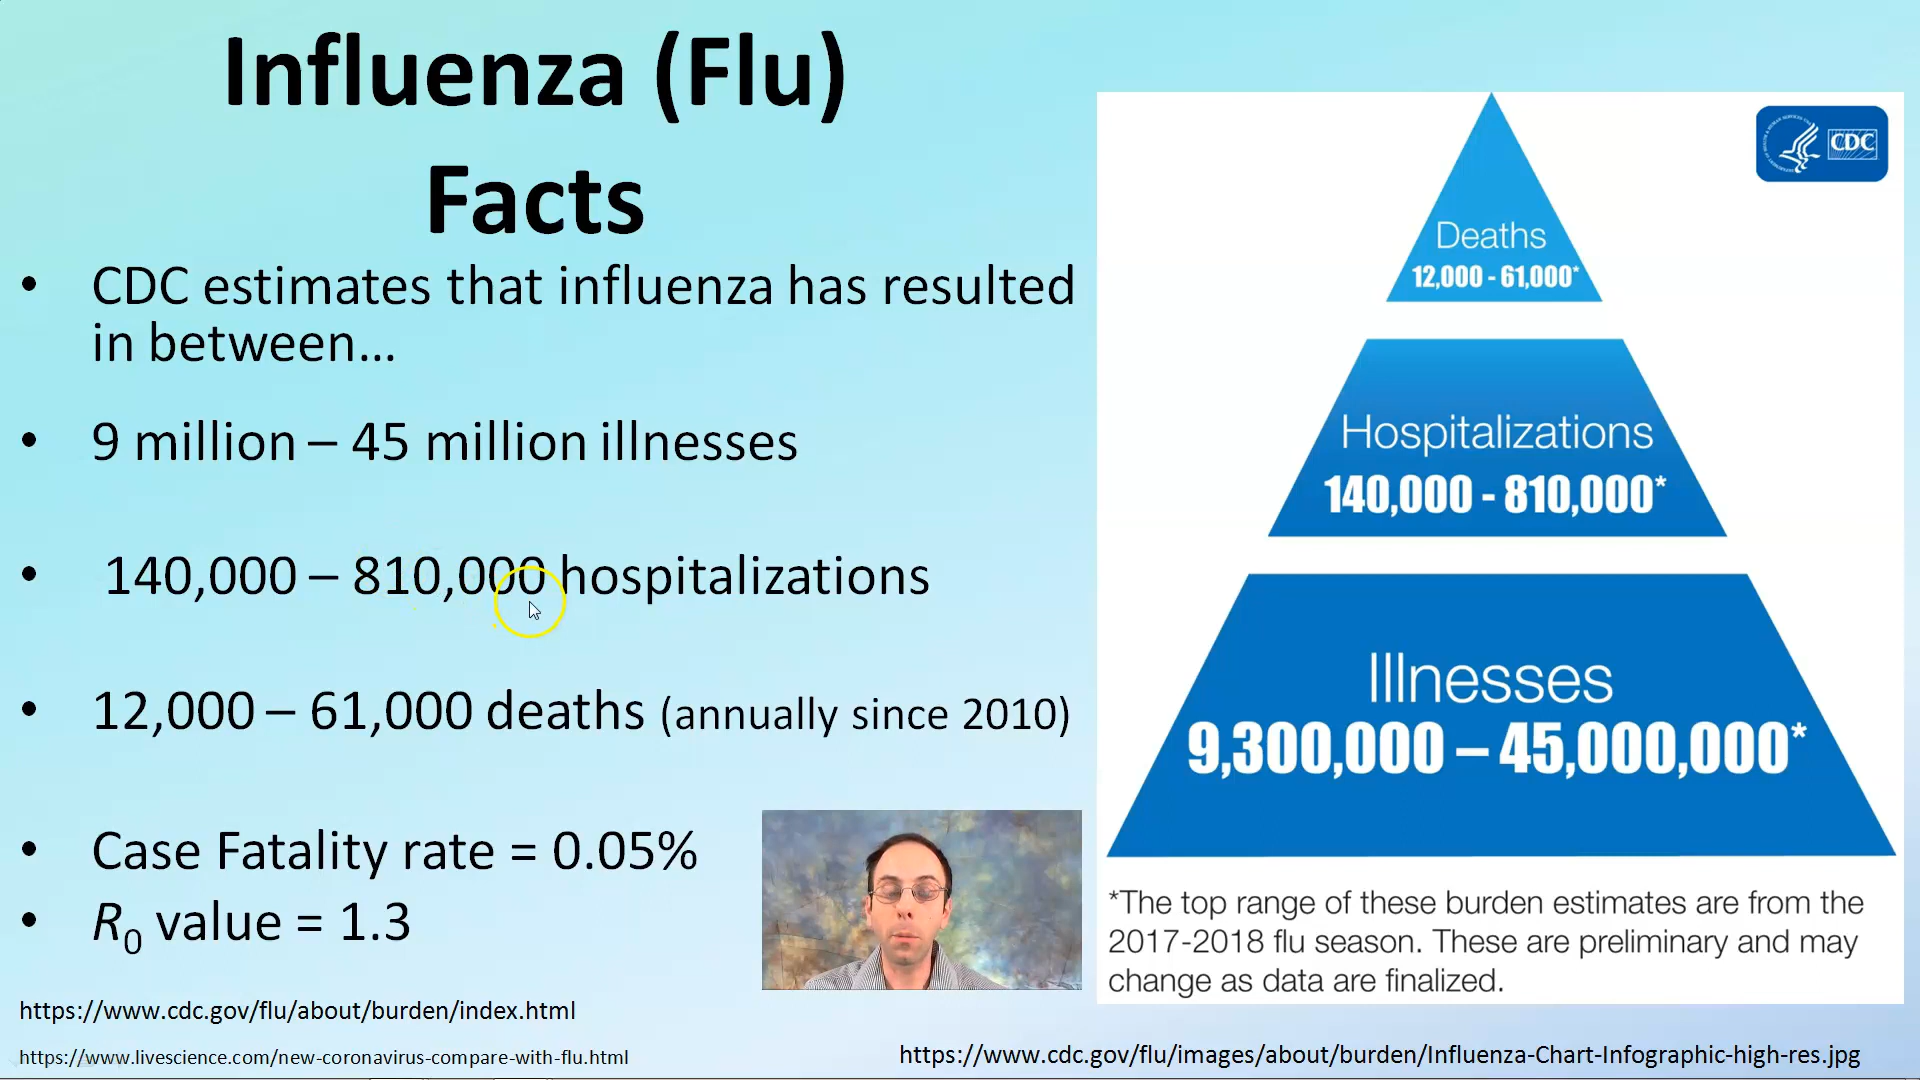 Influenza (Flu)
Facts
• CDC estimates that influenza has resulted
in between...
• 9 million – 45 million illnesses
• 140,000 – 810,000 hospitalizations
• 12,000 – 61,000 deaths (annually since 2010)
• Case Fatality rate = 0.05%
• R0 value = 1.3
https://www.cdc.gov/flu/about/burden/index.html
https://www.livescience.com/new-coronavirus-compare-with-flu.html
CDC
Deaths
12,000 - 61,000*
Hospitalizations
140,000 - 810,000*
Illnesses
9,300,000 – 45,000,000*
*The top range of these burden estimates are from the
2017-2018 flu season. These are preliminary and may
change as data are finalized.
https://www.cdc.gov/flu/images/about/burden/Influenza-Chart-Infographic-high-res.jpg